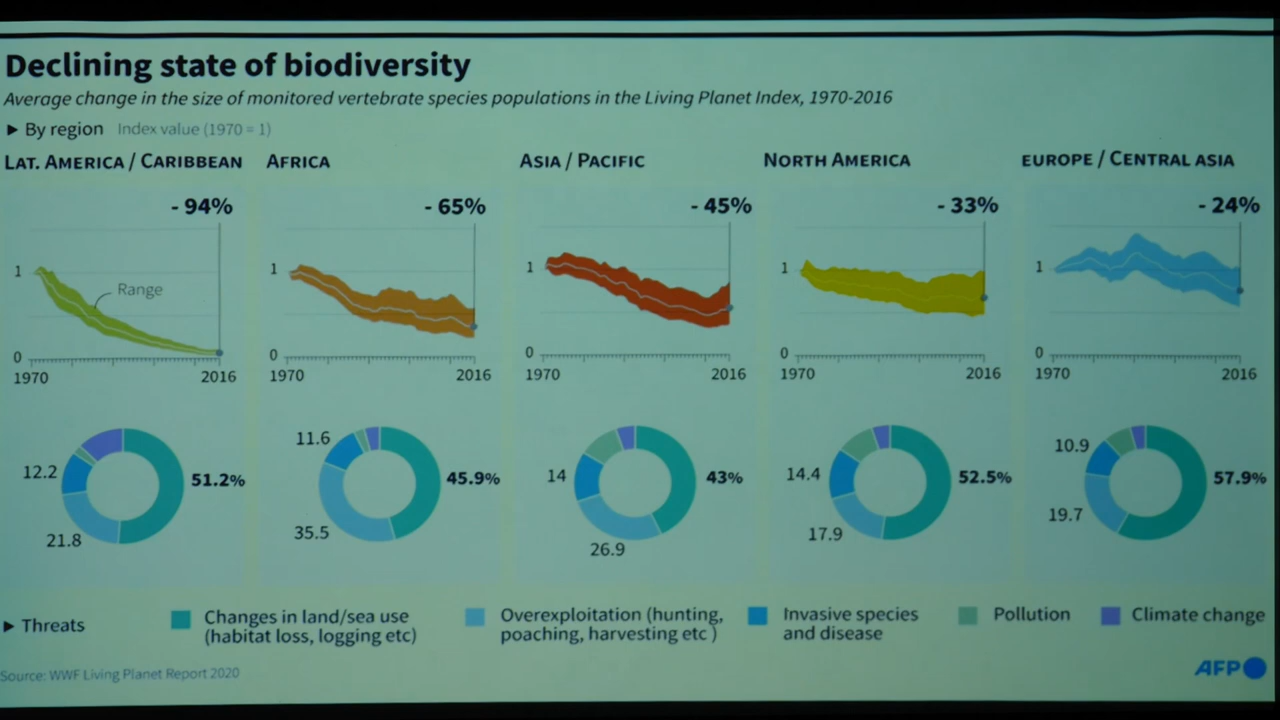 Declining state of biodiversity
Average change in the size of monitored vertebrate species populations in the Living Planet Index, 1970-2016
▶ By region Index value (1970 = 1)
LAT. AMERICA / CARIBBEAN
- 94%
1
Range
0
1970 2016
12.2
51.2%
21.8
AFRICA
- 65%
1
0
1970 2016
11.6
45.9%
35.5
ASIA / PACIFIC
- 45%
1
0
1970 2016
14
43%
26.9
NORTH AMERICA
- 33%
1
0
1970 2016
14.4
52.5%
17.9
EUROPE / CENTRAL ASIA
- 24%
1
0
1970 2016
10.9
57.9%
19.7
▶ Threats
Changes in land/sea use
(habitat loss, logging etc)
Overexploitation (hunting,
poaching, harvesting etc )
Invasive species
and disease
Pollution
Climate change
Source: WWF Living Planet Report 2020
AFP